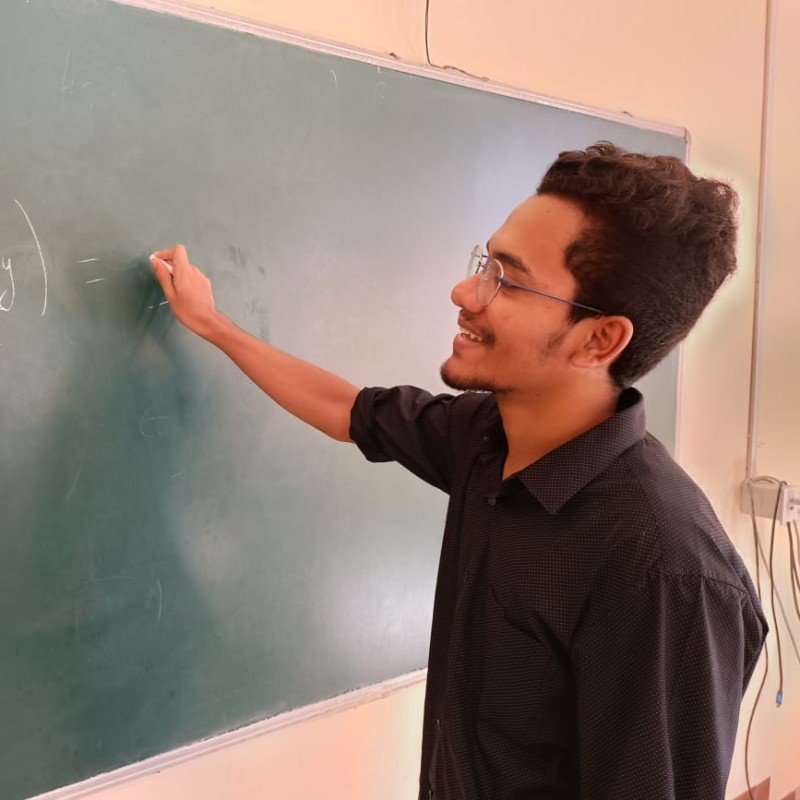 y) =